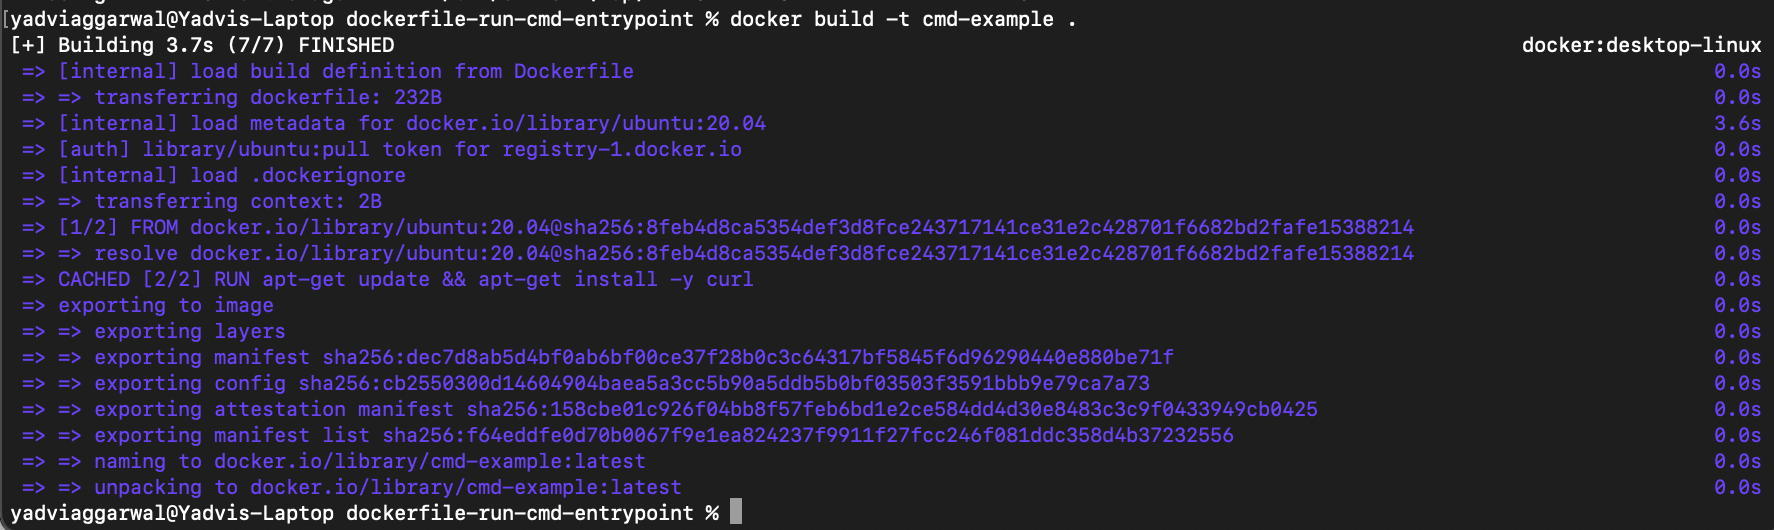 yadviaggarwal@Yadvis-Laptop dockerfile-run-cmd-entrypoint % docker build -t cmd-example .
[+] Building 3.7s (7/7) FINISHED docker:desktop-linux
=> [internal] load build definition from Dockerfile 0.0s
=> => transferring dockerfile: 232B 0.0s
=> [internal] load metadata for docker.io/library/ubuntu:20.04 3.6s
=> [auth] library/ubuntu:pull token for registry-1.docker.io 0.0s
=> [internal] load .dockerignore 0.0s
=> => transferring context: 2B 0.0s
=> [1/2] FROM docker.io/library/ubuntu:20.04@sha256:8feb4d8ca5354def3d8fce243717141ce31e2c428701f6682bd2fafe15388214 0.0s
=> => resolve docker.io/library/ubuntu:20.04@sha256:8feb4d8ca5354def3d8fce243717141ce31e2c428701f6682bd2fafe15388214 0.0s
=> CACHED [2/2] RUN apt-get update && apt-get install -y curl 0.0s
=> exporting to image 0.0s
=> => exporting layers 0.0s
=> => exporting manifest sha256:dec7d8ab5d4bf0ab6bf00ce37f28b0c3c64317bf5845f6d96290440e880be71f 0.0s
=> => exporting config sha256:cb2550300d14604904baea5a3cc5b90a5ddb5b0bf03503f3591bbb9e79ca7a73 0.0s
=> => exporting attestation manifest sha256:158cbe01c926f04bb8f57feb6bd1e2ce584dd4d30e8483c3c9f0433949cb0425 0.0s
=> => exporting manifest list sha256:f64eddfe0d70b0067f9e1ea824237f9911f27fcc246f081ddc358d4b37232556 0.0s
=> => naming to docker.io/library/cmd-example:latest 0.0s
=> => unpacking to docker.io/library/cmd-example:latest 0.0s
yadviaggarwal@Yadvis-Laptop dockerfile-run-cmd-entrypoint %